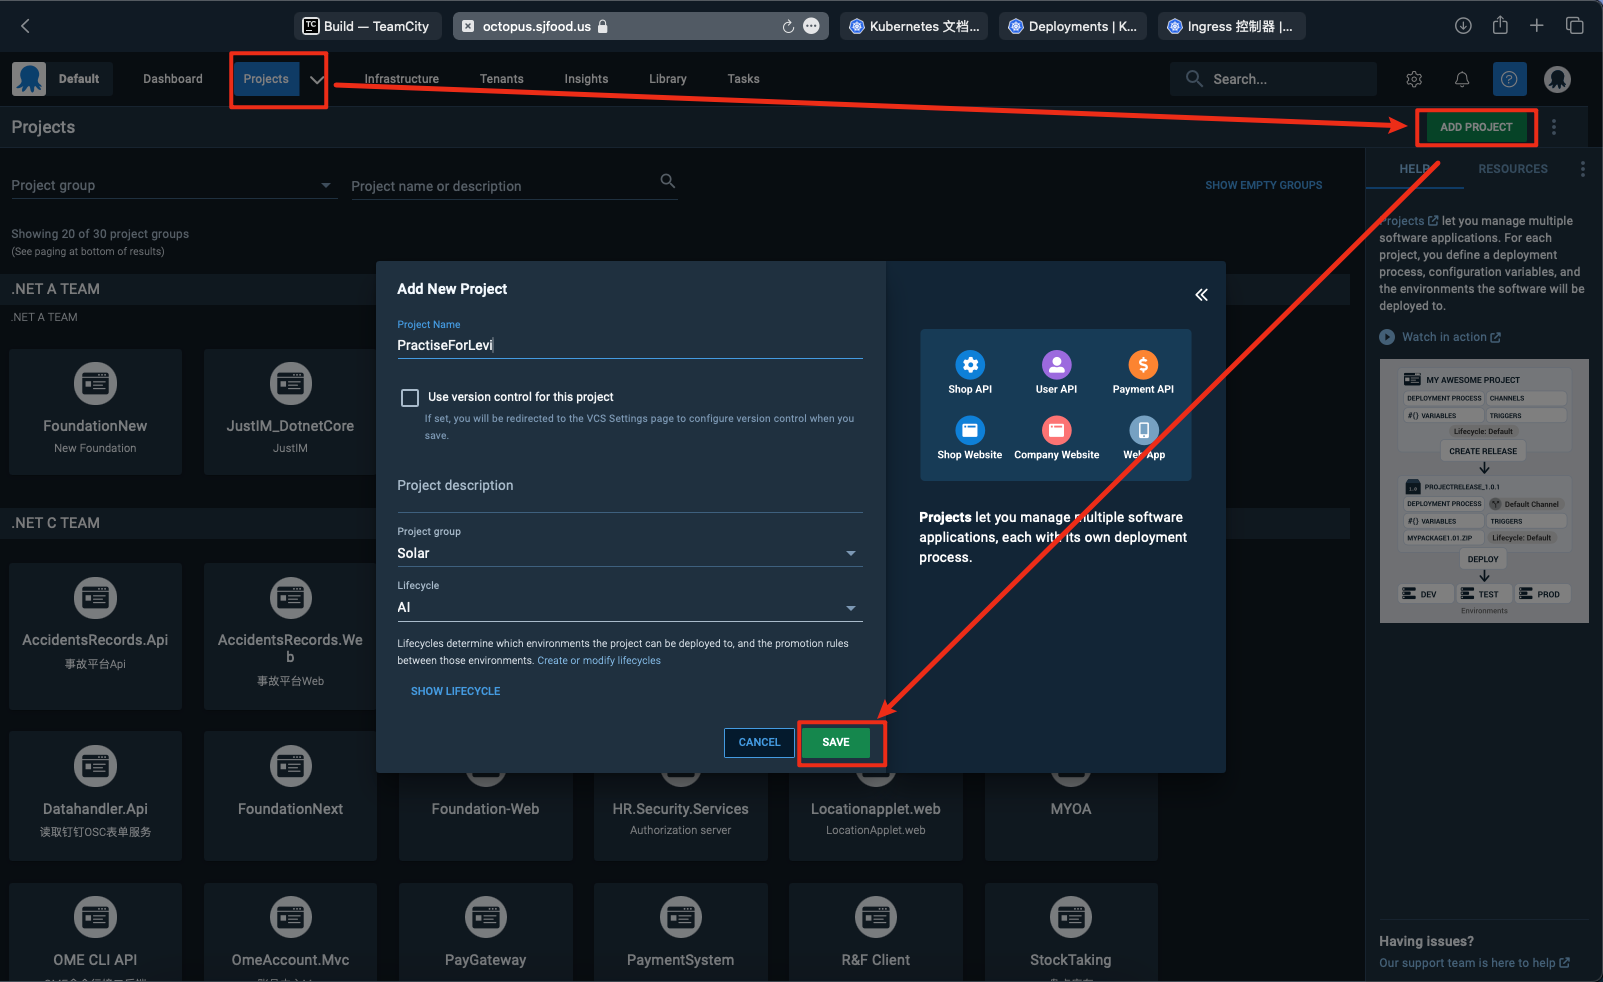 Build — TeamCity
octopus.sjfood.us
Kubernetes 文档...
Deployments | K...
Ingress 控制器 |...
Default
Dashboard
Projects
Infrastructure
Tenants
Insights
Library
Tasks
Search...
Projects
ADD PROJECT
HELP
RESOURCES
Project group
Project name or description
SHOW EMPTY GROUPS
Showing 20 of 30 project groups
(See paging at bottom of results)
Projects let you manage multiple
software applications. For each
project, you define a deployment
process, configuration variables, and
the environments the software will be
deployed to.
Watch in action
MY AWESOME PROJECT
DEPLOYMENT PROCESS
CHANNELS
#{} VARIABLES
TRIGGERS
Lifecycle: Default
CREATE RELEASE
1.0
PROJECTRELEASE_1.0.1
DEPLOYMENT PROCESS
Default Channel
#{} VARIABLES
TRIGGERS
MYPACKAGE1.01.ZIP
Lifecycle: Default
DEPLOY
DEV
TEST
PROD
Environments
.NET A TEAM
.NET A TEAM
FoundationNew
New Foundation
JustIM_DotnetCore
JustIM
.NET C TEAM
AccidentsRecords.Api
事故平台Api
AccidentsRecords.We
b
事故平台Web
Add New Project
Project Name
PractiseForLevi
Use version control for this project
If set, you will be redirected to the VCS Settings page to configure version control when you
save.
Project description
Project group
Solar
Lifecycle
AI
Lifecycles determine which environments the project can be deployed to, and the promotion rules
between those environments. Create or modify lifecycles
SHOW LIFECYCLE
CANCEL
SAVE
Shop API
User API
Payment API
Shop Website
Company Website
Web App
Projects let you manage multiple software
applications, each with its own deployment
process.
Datahandler.Api
读取钉钉OSC表单服务
FoundationNext
Foundation-Web
HR.Security.Services
Authorization server
Locationapplet.web
LocationApplet.web
MYOA
OME CLI API
OmeAccount.Mvc
PayGateway
PaymentSystem
R&F Client
StockTaking
Having issues?
Our support team is here to help